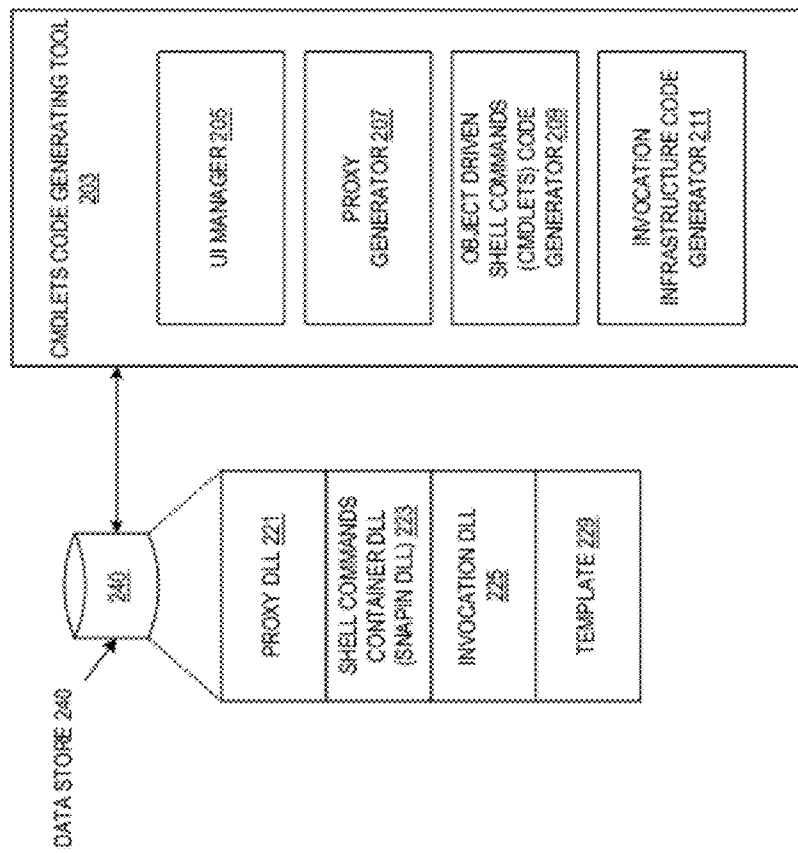 CMDLETS CODE GENERATING TOOL
203
UI MANAGER 205
PROXY
GENERATOR 207
OBJECT DRIVEN
SHELL COMMANDS
(CMDLETS) CODE
GENERATOR 209
INVOCATION
INFRASTRUCTURE CODE
GENERATOR 211
DATA STORE 240
240
PROXY DLL 221
SHELL COMMANDS
CONTAINER DLL
(SNAPIN DLL) 223
INVOCATION DLL
225
TEMPLATE 229